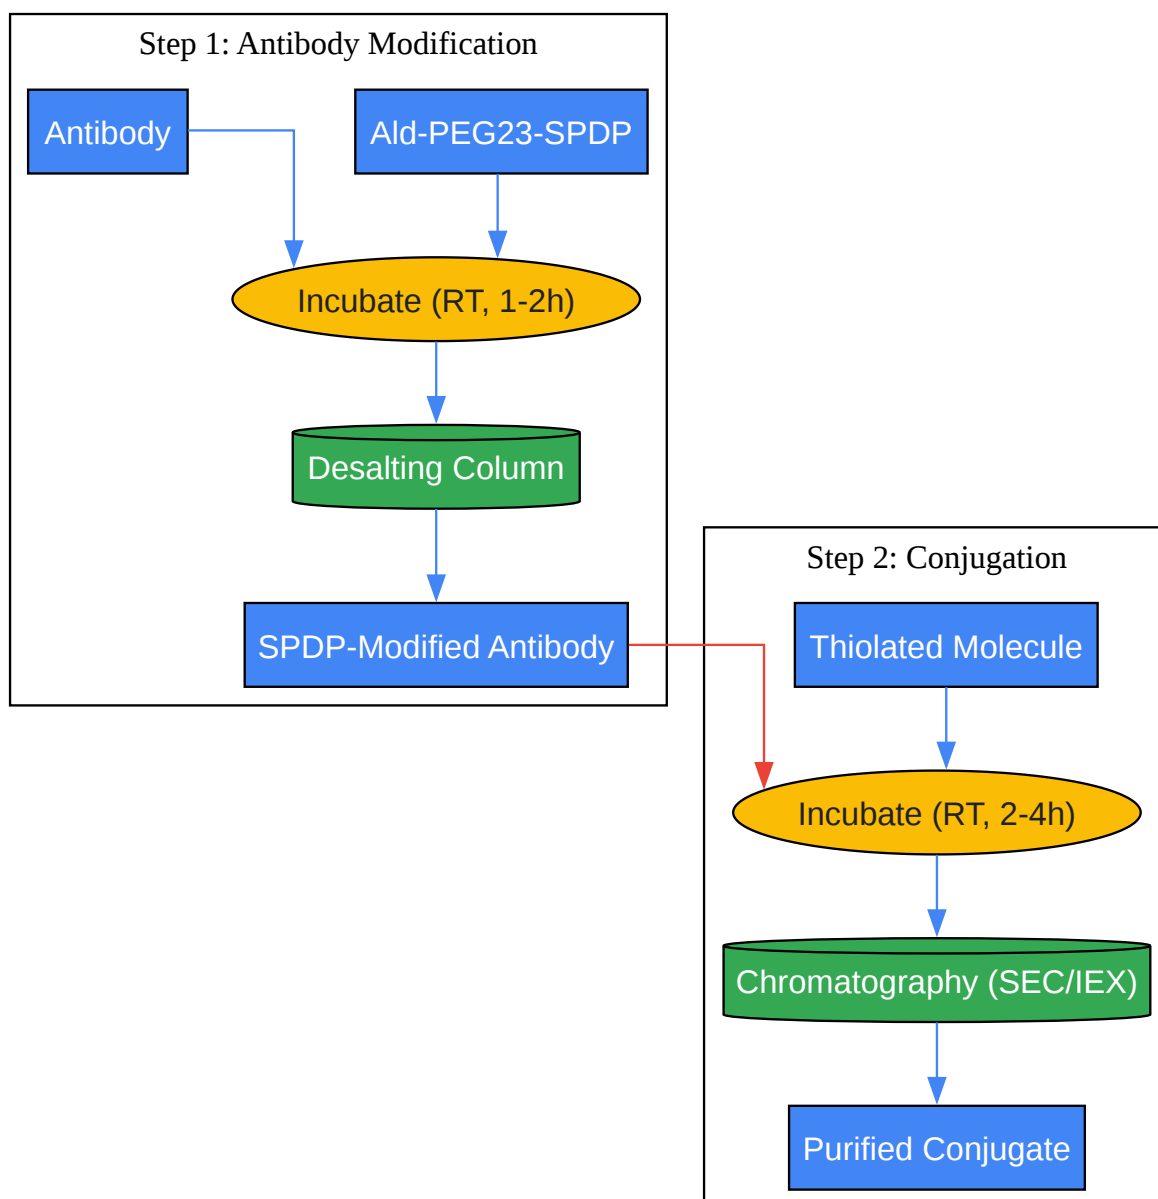 Step 1: Antibody Modification
Antibody
Ald-PEG23-SPDP
Incubate (RT, 1-2h)
Desalting Column
SPDP-Modified Antibody
Step 2: Conjugation
Thiolated Molecule
Incubate (RT, 2-4h)
Chromatography (SEC/IEX)
Purified Conjugate